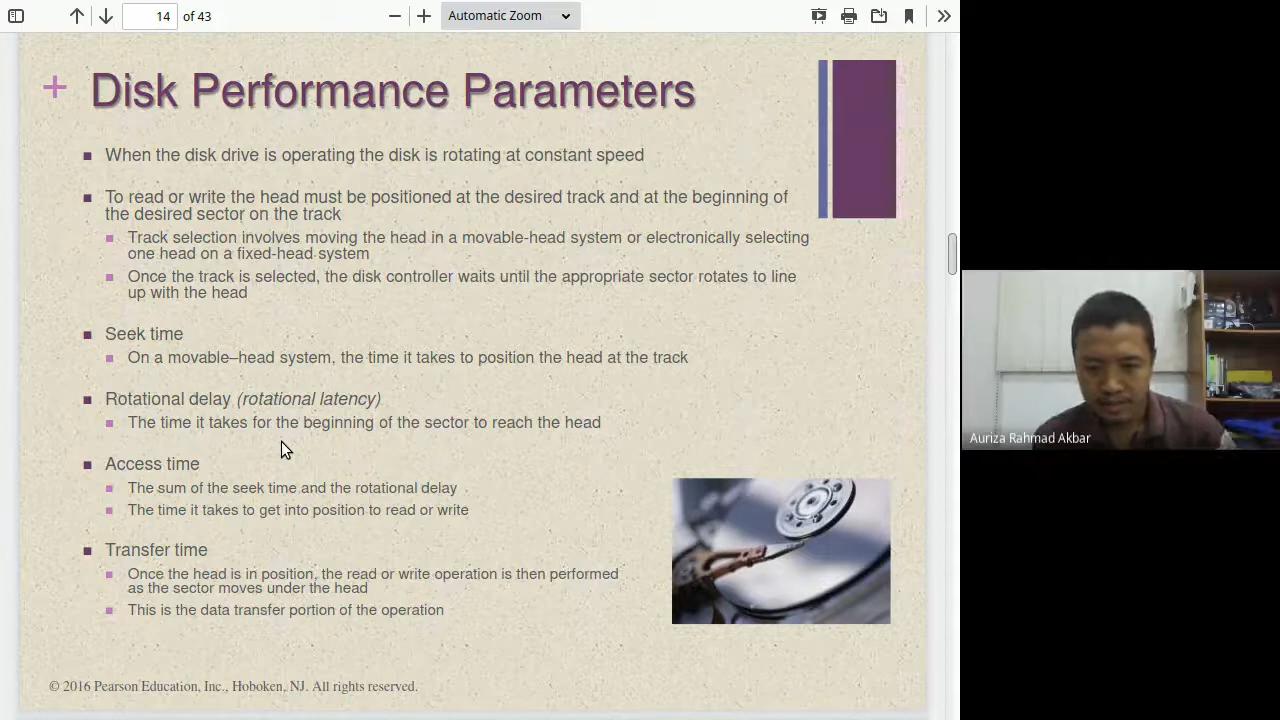 14 of 43 Automatic Zoom
+ Disk Performance Parameters
When the disk drive is operating the disk is rotating at constant speed
To read or write the head must be positioned at the desired track and at the beginning of
the desired sector on the track
Track selection involves moving the head in a movable-head system or electronically selecting
one head on a fixed-head system
Once the track is selected, the disk controller waits until the appropriate sector rotates to line
up with the head
Seek time
On a movable–head system, the time it takes to position the head at the track
Rotational delay (rotational latency)
The time it takes for the beginning of the sector to reach the head
Access time
The sum of the seek time and the rotational delay
The time it takes to get into position to read or write
Transfer time
Once the head is in position, the read or write operation is then performed
as the sector moves under the head
This is the data transfer portion of the operation
© 2016 Pearson Education, Inc., Hoboken, NJ. All rights reserved.
Auriza Rahmad Akbar